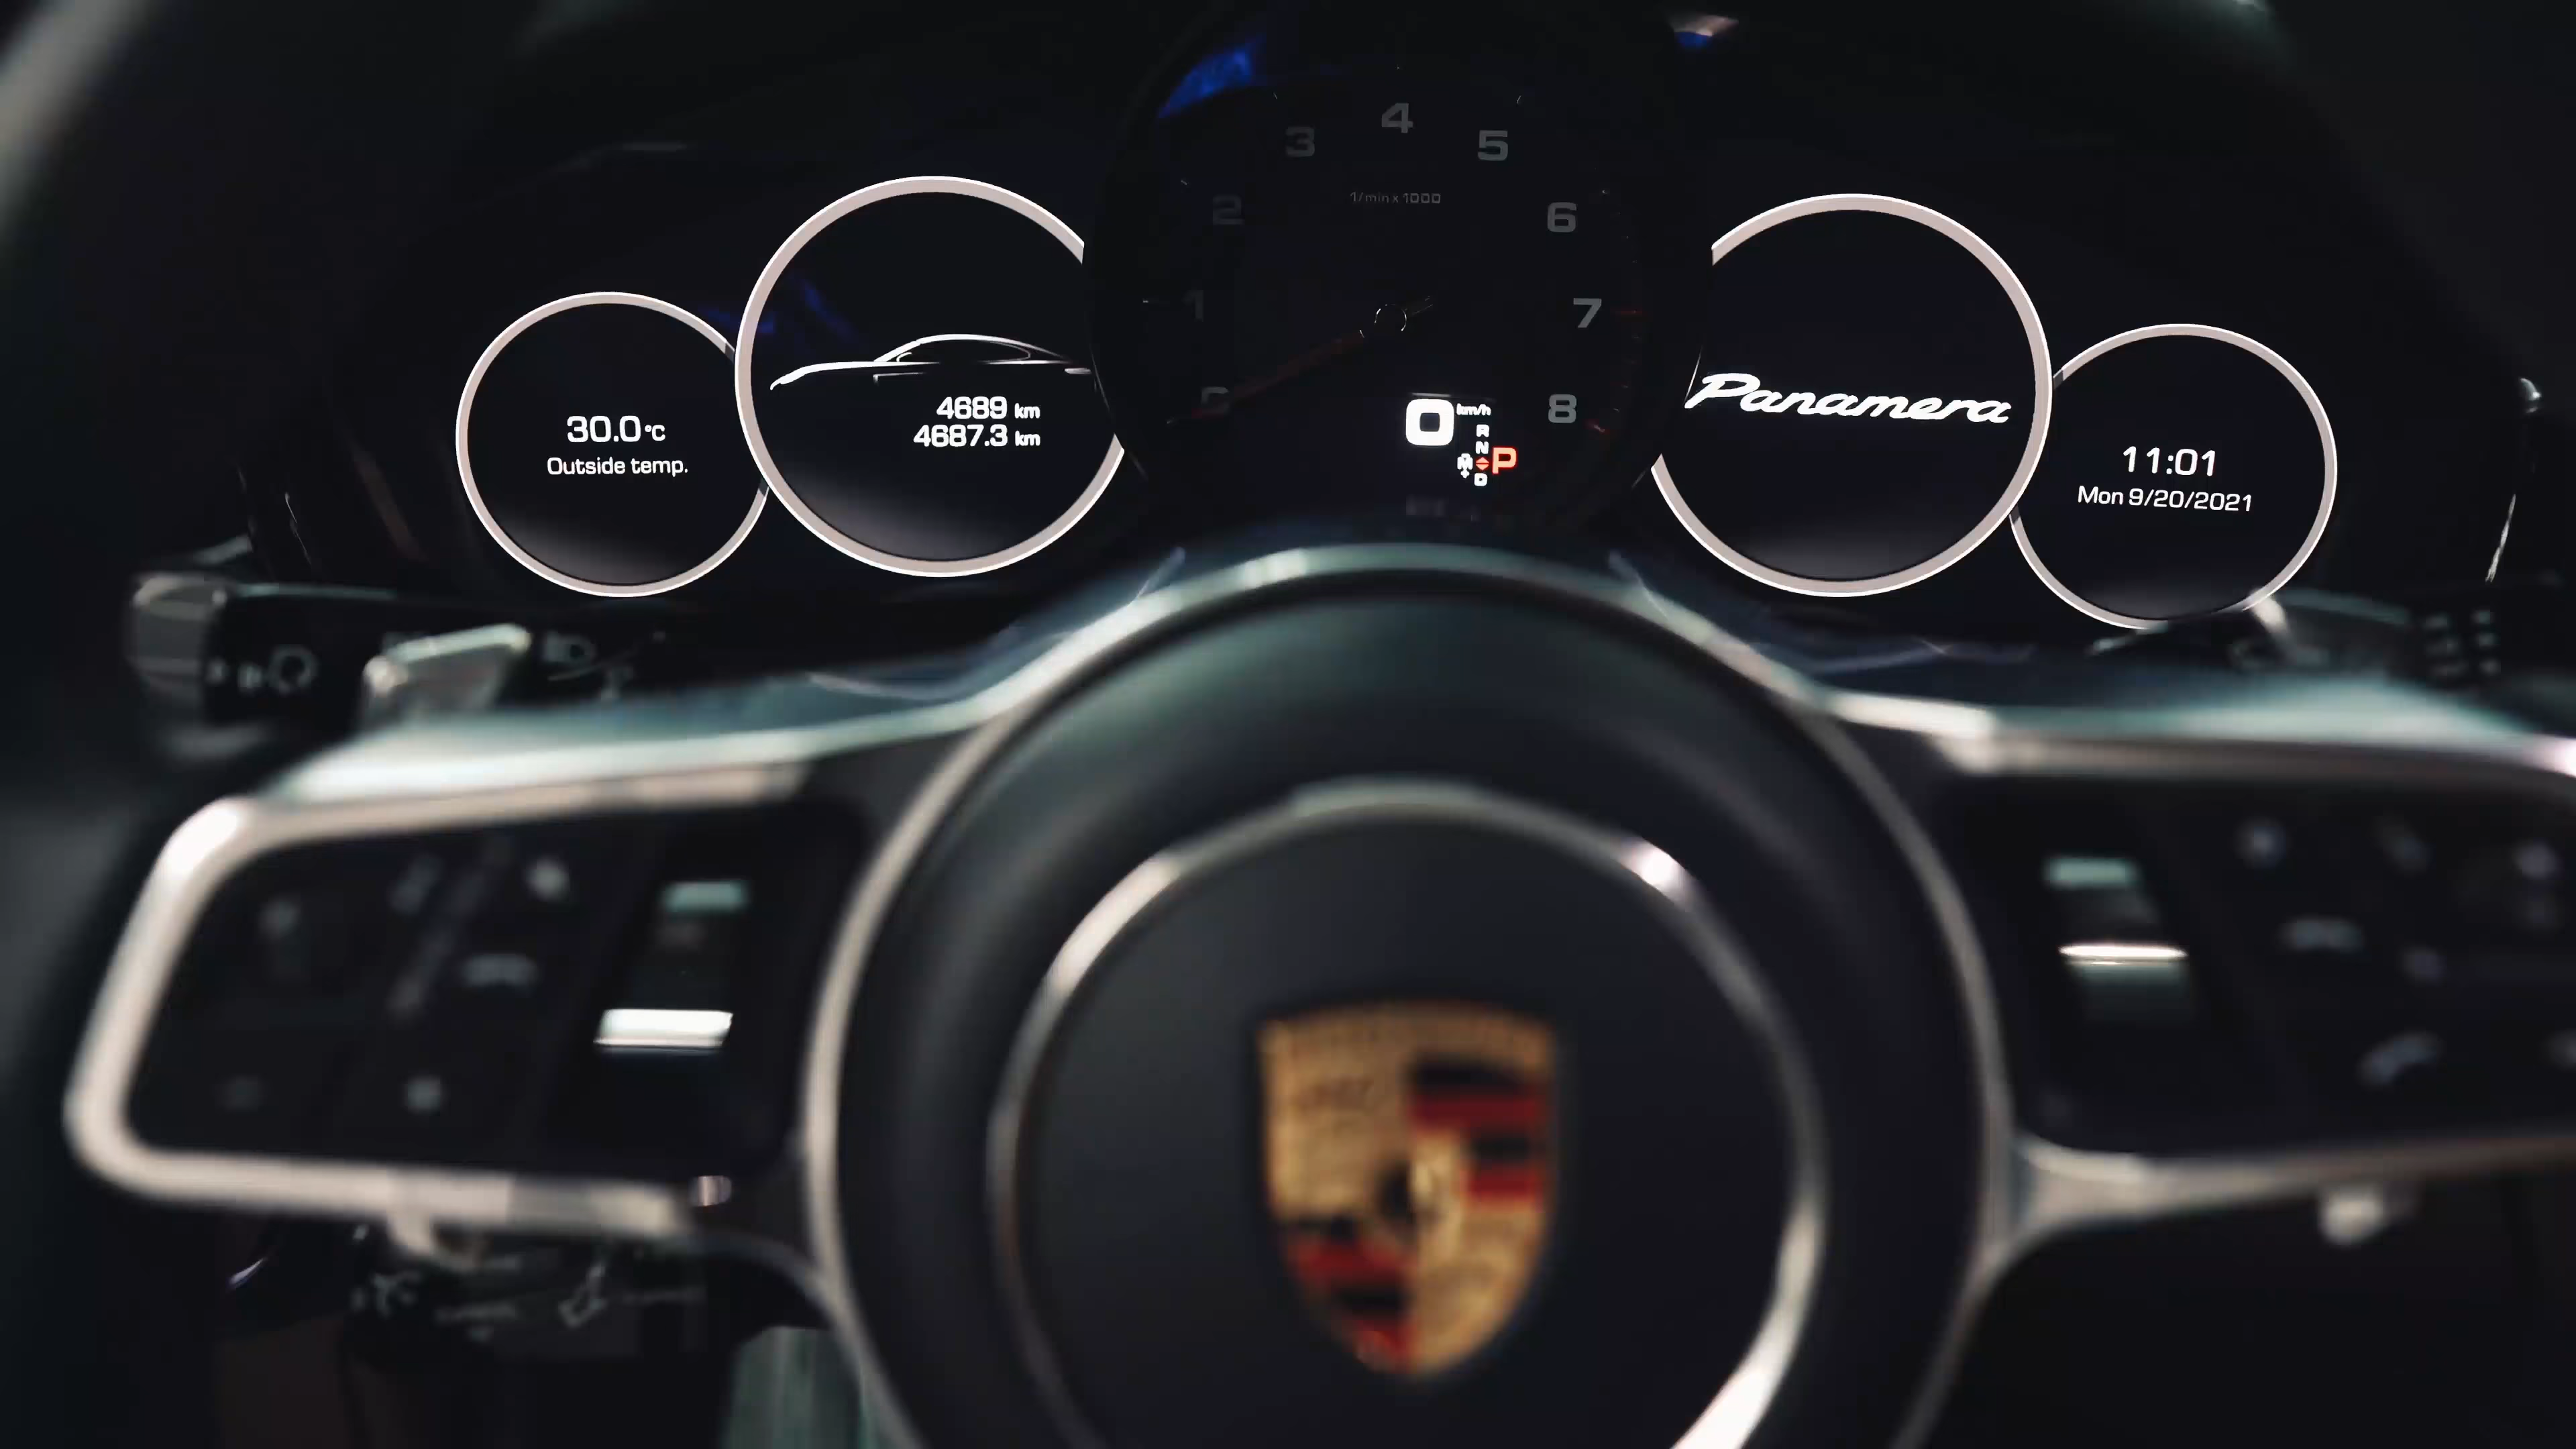 30.0°C
Outside temp.
4689 km
4687.3 km
1
2
3
4
5
6
7
8
1/min x 1000
0 km/h
R
N
M P
D
Panamera
11:01
Mon 9/20/2021